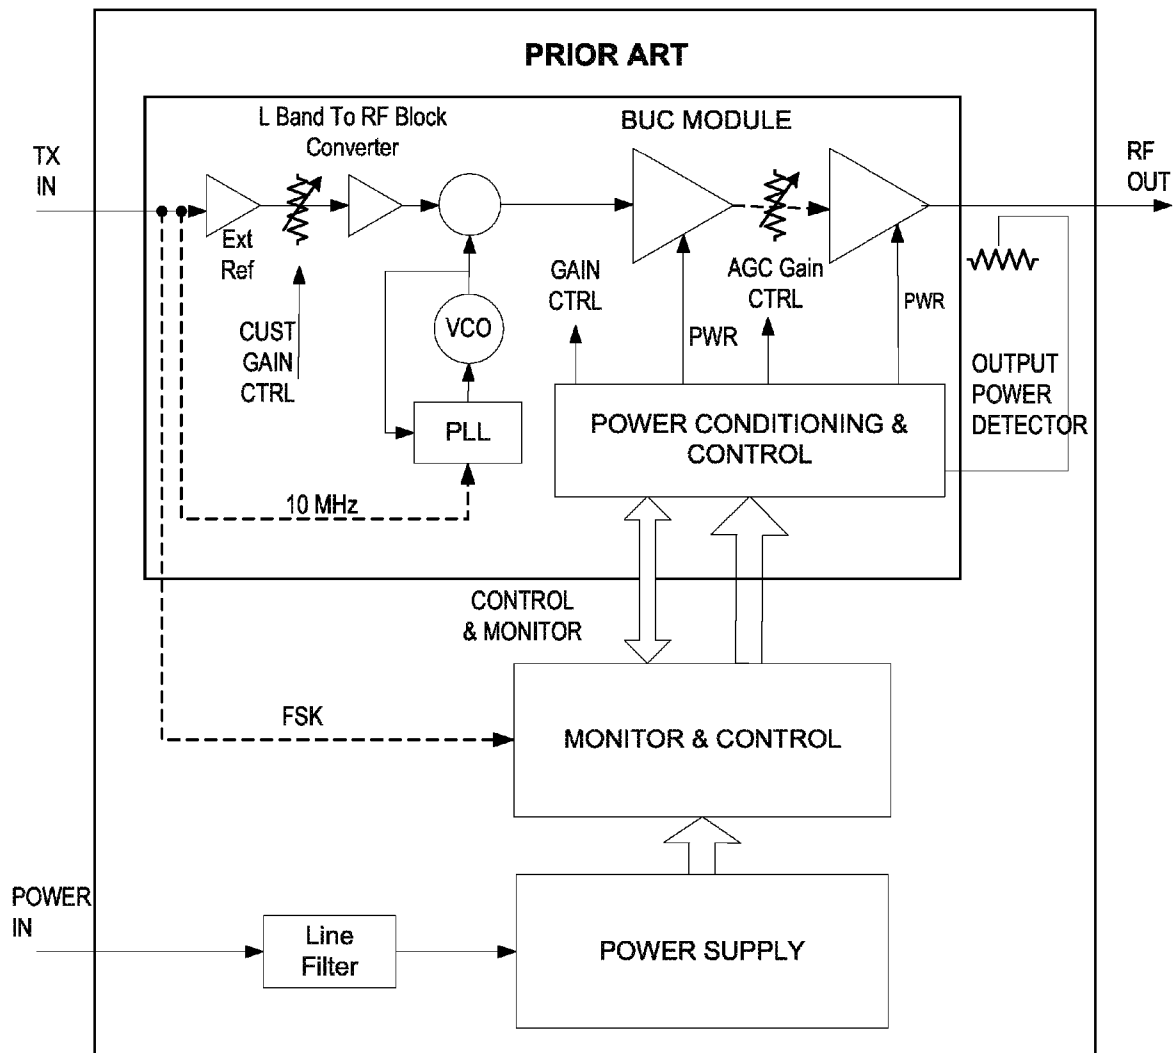 PRIOR ART
L Band To RF Block
Converter
BUC MODULE
TX
IN
RF
OUT
Ext
Ref
GAIN
CTRL
AGC Gain
CTRL
PWR
PWR
CUST
GAIN
CTRL
VCO
OUTPUT
POWER
DETECTOR
PLL
POWER CONDITIONING &
CONTROL
10 MHz
CONTROL
& MONITOR
FSK
MONITOR & CONTROL
POWER
IN
Line
Filter
POWER SUPPLY